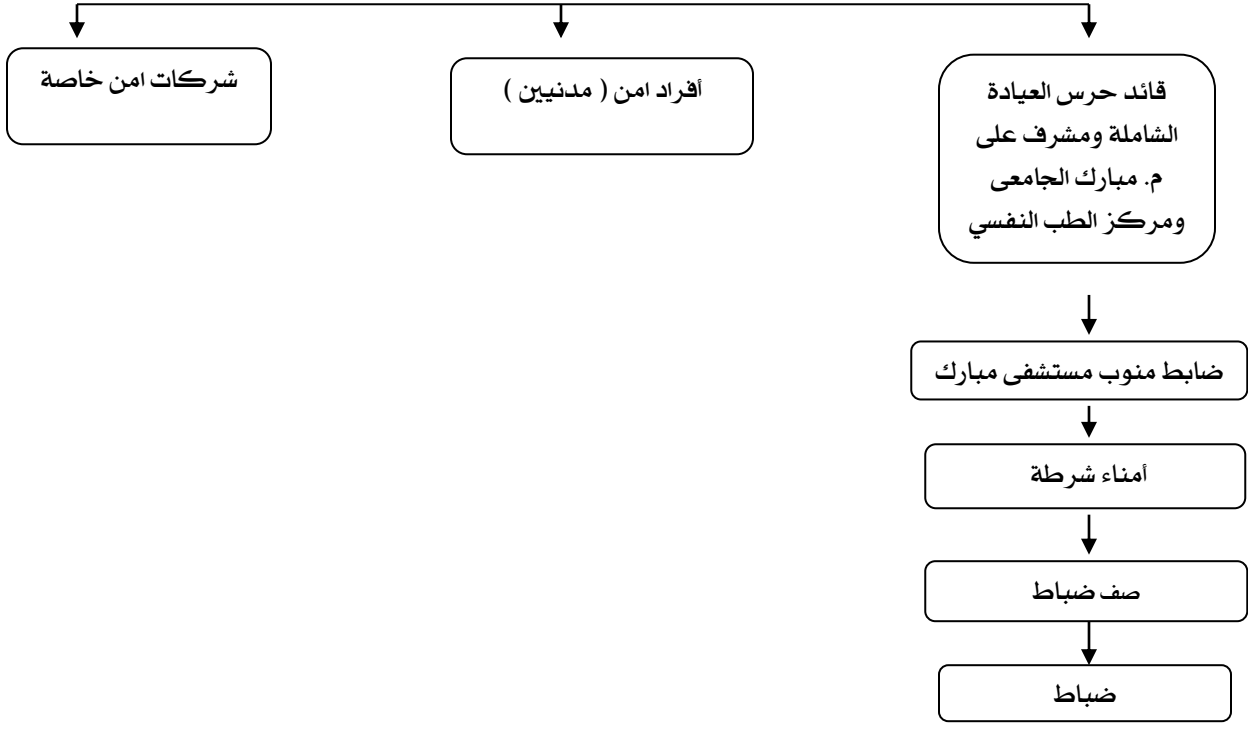 قائد حرس العيادة
الشاملة ومشرف على
م. مبارك الجامعى
ومركز الطب النفسي
أفراد امن ( مدنيين )
شركات امن خاصة
ضابط منوب مستشفى مبارك
أمناء شرطة
صف ضباط
ضباط